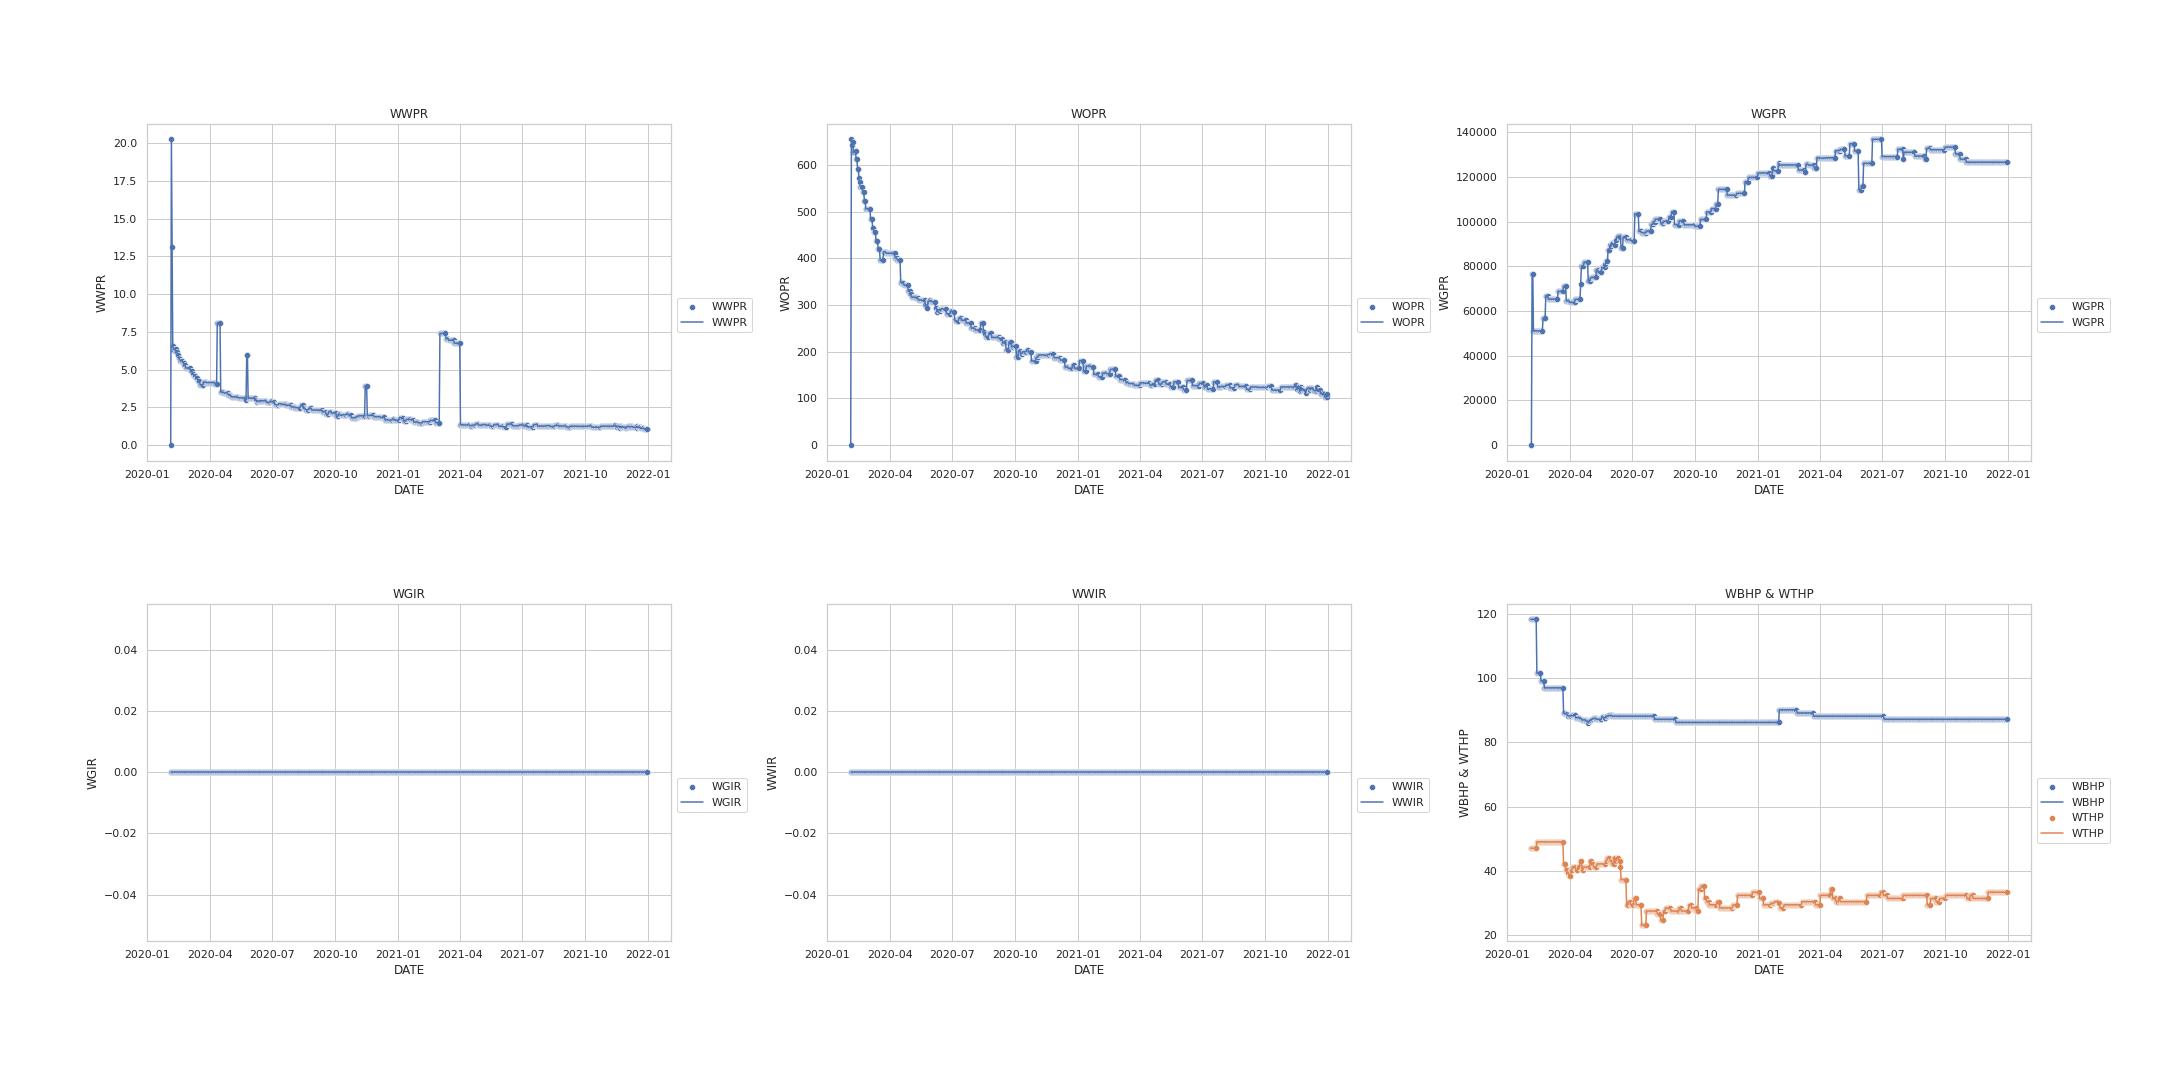 WWPR
WWPR
20.0
17.5
15.0
12.5
10.0
7.5
5.0
2.5
0.0
2020-01 2020-04 2020-07 2020-10 2021-01 2021-04 2021-07 2021-10 2022-01
DATE
WWPR
WWPR
WOPR
WOPR
600
500
400
300
200
100
0
2020-01 2020-04 2020-07 2020-10 2021-01 2021-04 2021-07 2021-10 2022-01
DATE
WOPR
WOPR
WGPR
WGPR
140000
120000
100000
80000
60000
40000
20000
0
2020-01 2020-04 2020-07 2020-10 2021-01 2021-04 2021-07 2021-10 2022-01
DATE
WGPR
WGPR
WGIR
WGIR
0.04
0.02
0.00
−0.02
−0.04
2020-01 2020-04 2020-07 2020-10 2021-01 2021-04 2021-07 2021-10 2022-01
DATE
WGIR
WGIR
WWIR
WWIR
0.04
0.02
0.00
−0.02
−0.04
2020-01 2020-04 2020-07 2020-10 2021-01 2021-04 2021-07 2021-10 2022-01
DATE
WWIR
WWIR
WBHP & WTHP
WBHP & WTHP
120
100
80
60
40
20
2020-01 2020-04 2020-07 2020-10 2021-01 2021-04 2021-07 2021-10 2022-01
DATE
WBHP
WBHP
WTHP
WTHP